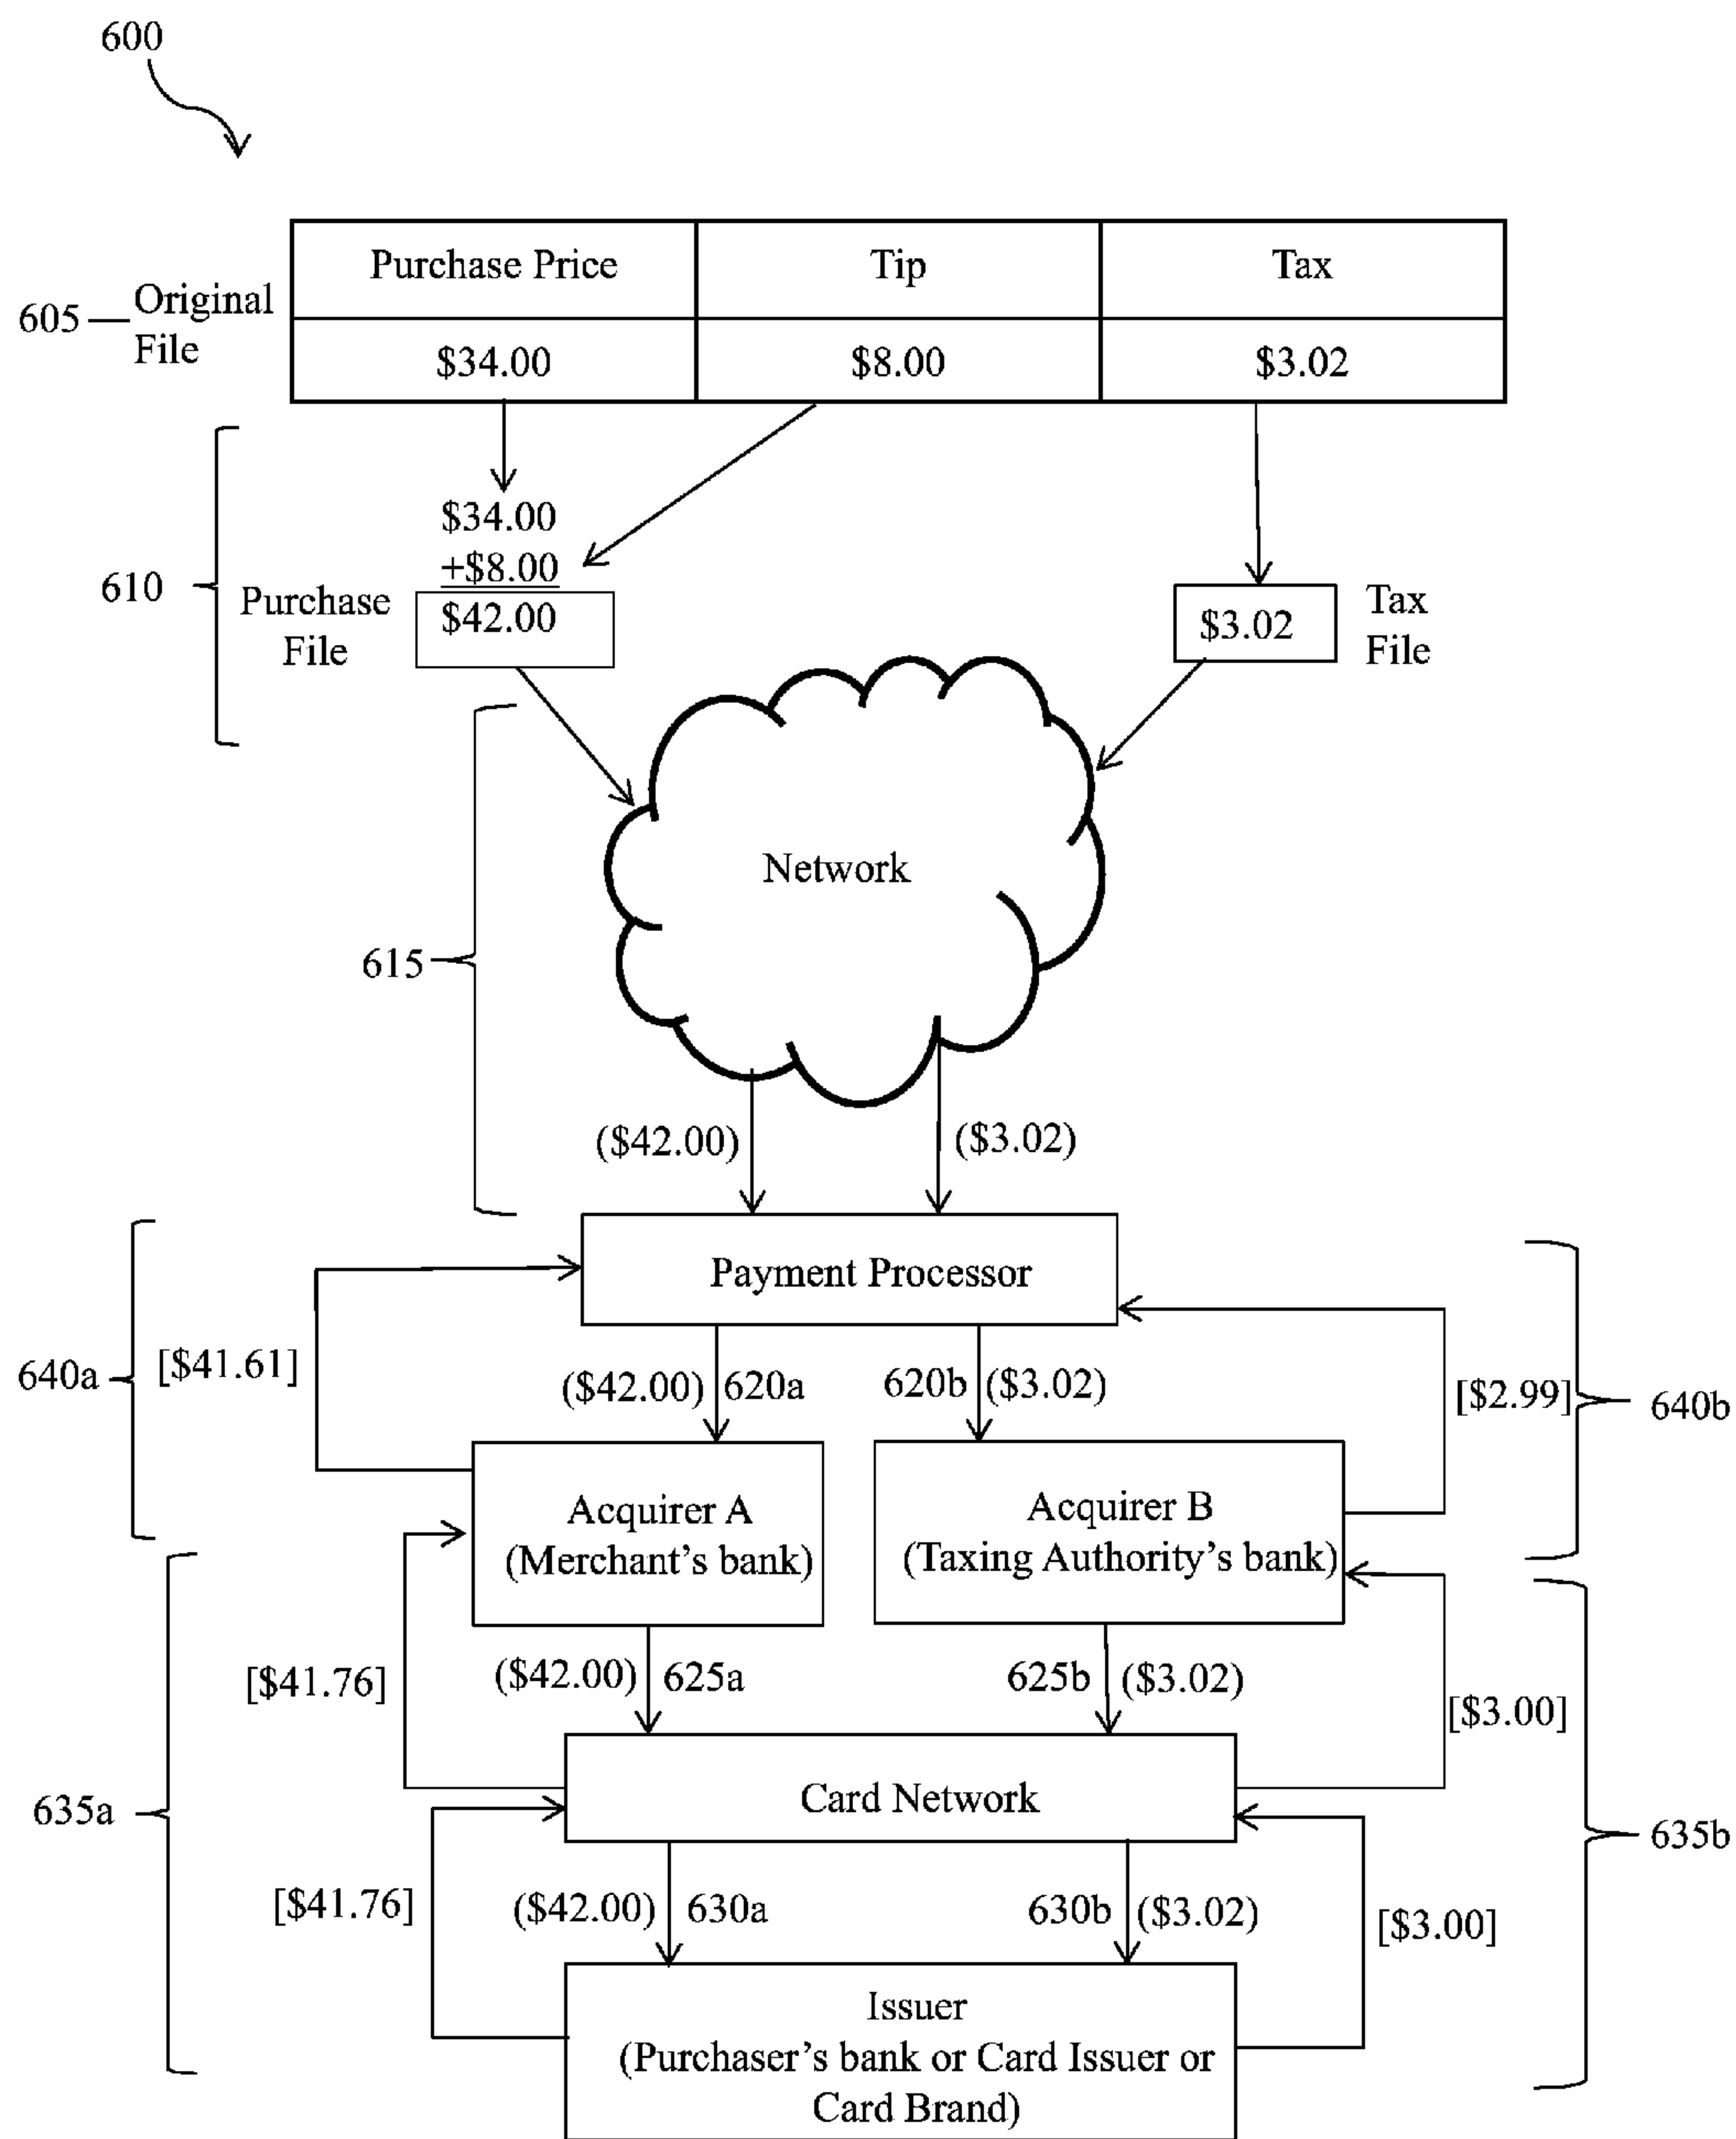 600
Purchase Price
Tip
Tax
605
Original
File
$34.00
$8.00
$3.02
610
$34.00
+$8.00
$42.00
Purchase
File
$3.02
Tax
File
Network
615
($42.00)
($3.02)
Payment Processor
640a
[$41.61]
($42.00)
620a
620b
($3.02)
[$2.99]
640b
Acquirer A
(Merchant's bank)
Acquirer B
(Taxing Authority's bank)
[$41.76]
($42.00)
625a
625b
($3.02)
[$3.00]
635a
Card Network
635b
[$41.76]
($42.00)
630a
630b
($3.02)
[$3.00]
Issuer
(Purchaser's bank or Card Issuer or
Card Brand)